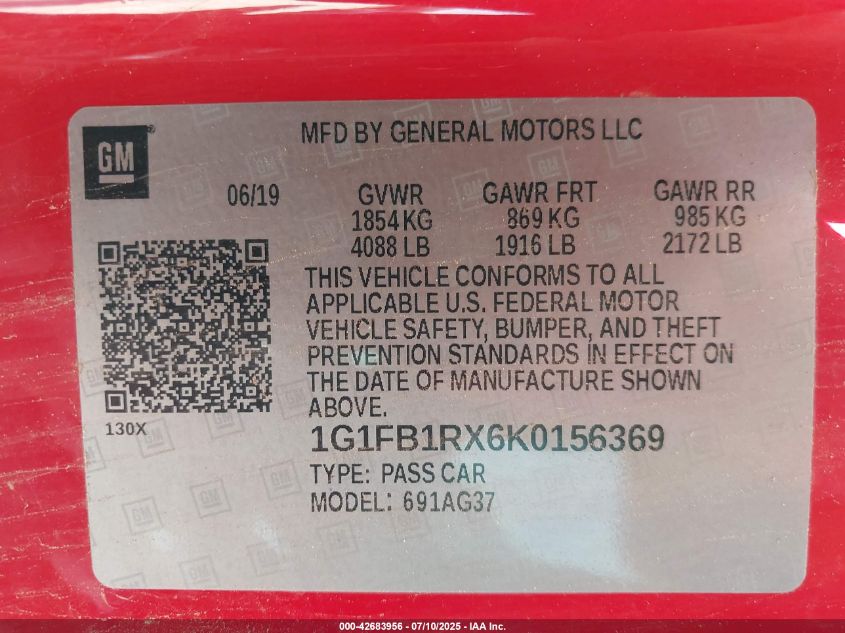 GM
MFD BY GENERAL MOTORS LLC
06/19 GVWR GAWR FRT GAWR RR
1854 KG 869 KG 985 KG
4088 LB 1916 LB 2172 LB
THIS VEHICLE CONFORMS TO ALL
APPLICABLE U.S. FEDERAL MOTOR
VEHICLE SAFETY, BUMPER, AND THEFT
PREVENTION STANDARDS IN EFFECT ON
THE DATE OF MANUFACTURE SHOWN
ABOVE.
130X
1G1FB1RX6K0156369
TYPE: PASS CAR
MODEL: 691AG37
000-42683956 - 07/10/2025 - IAA Inc.